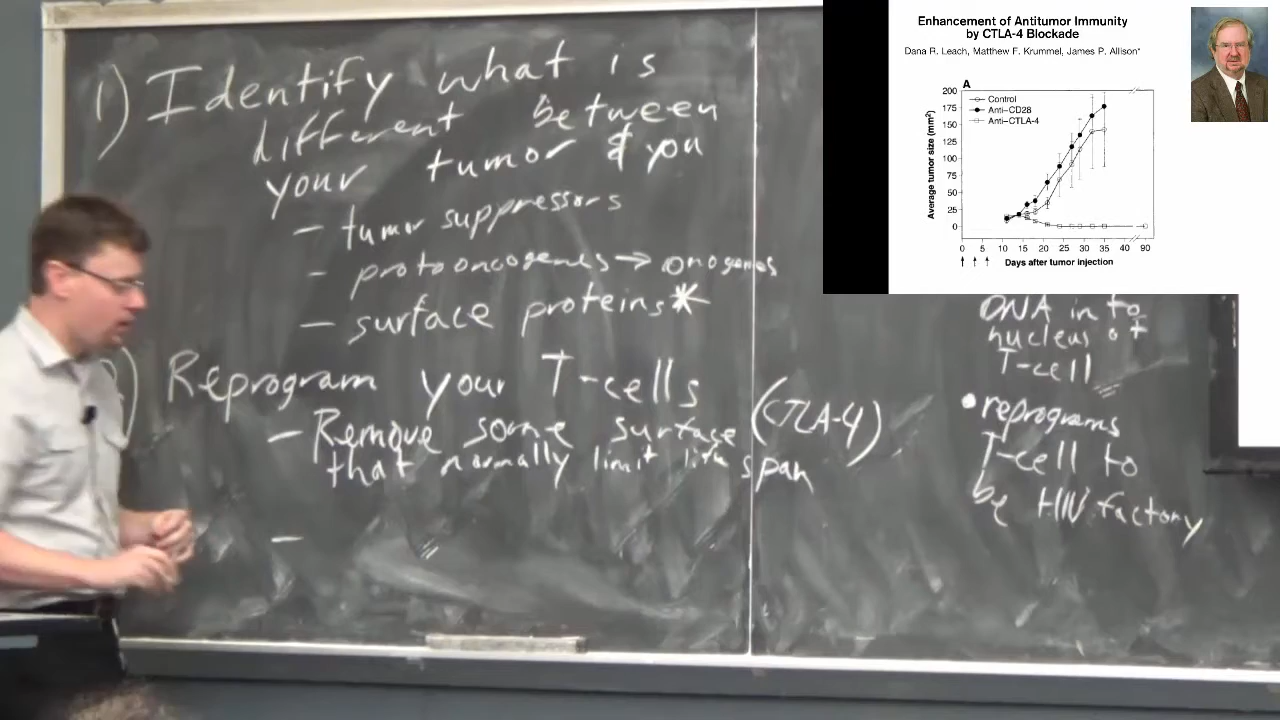 1) Identify what is
different between
your tumor & you
- tumor suppressors
- protooncogenes → onogenes
- surface proteins*
2) Reprogram your T-cells
- Remove some surface (CTLA-4)
that normally limit life span
-
Enhancement of Antitumor Immunity
by CTLA-4 Blockade
Dana R. Leach, Matthew F. Krummel, James P. Allison*
A
Control
Anti-CD28
Anti-CTLA-4
Average tumor size (mm²)
200
175
150
125
100
75
50
25
0
0 5 10 15 20 25 30 35 40 90
Days after tumor injection
DNA into
nucleus of
T-cell
• reprograms
T-cell to
be HIV factory